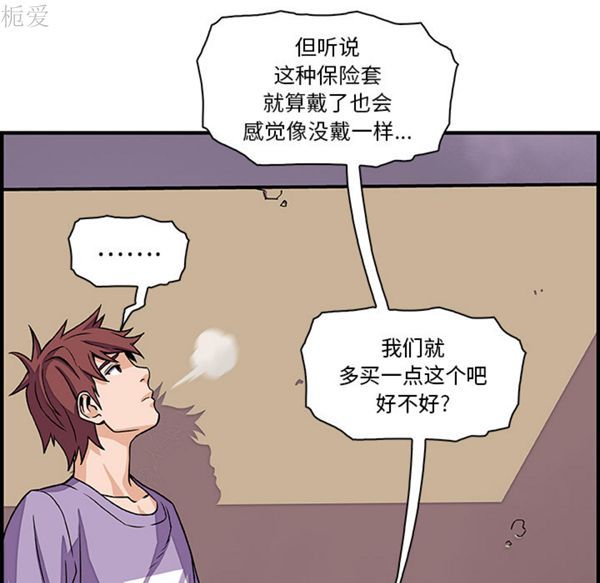 栀爱
但听说
这种保险套
就算戴了也会
感觉像没戴一样...
.......
我们就
多买一点这个吧
好不好?